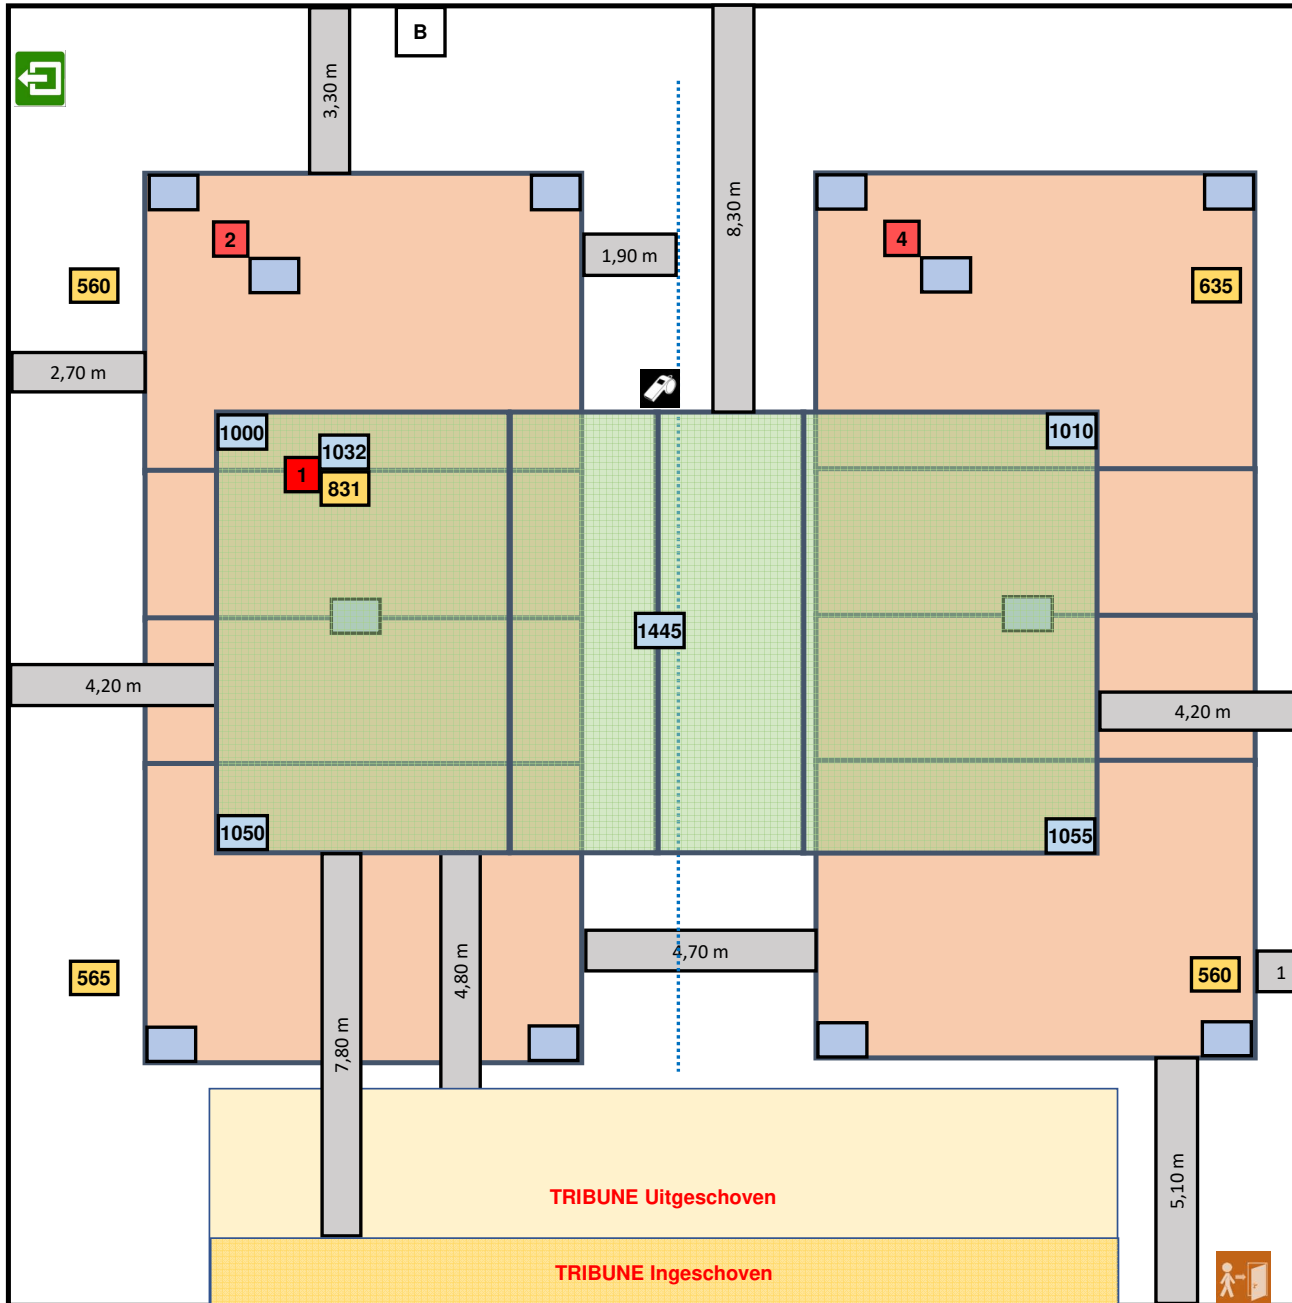 B
3,30 m
8,30 m
2
4
1,90 m
560
635
2,70 m
1000
1032
1010
1
831
1445
4,20 m
4,20 m
1050
1055
4,80 m
4,70 m
7,80 m
565
560
1
5,10 m
TRIBUNE Uitgeschoven
TRIBUNE Ingeschoven